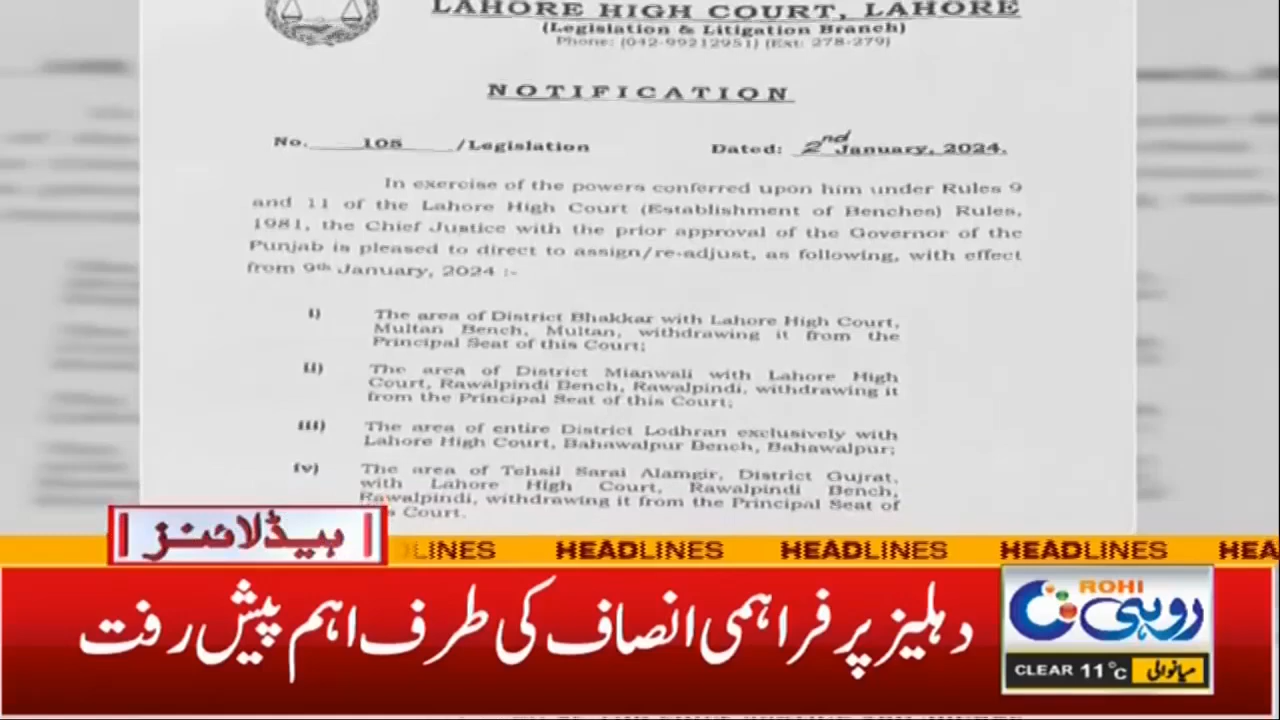 LAHORE HIGH COURT, LAHORE
(Legislation & Litigation Branch)
Phone: (042-99212951) (Ext: 278-279)
NOTIFICATION
No. 105 /Legislation Dated: 2nd January, 2024.
In exercise of the powers conferred upon him under Rules 9
and 11 of the Lahore High Court (Establishment of Benches) Rules,
1981, the Chief Justice with the prior approval of the Governor of the
Punjab is pleased to direct to assign/re-adjust, as following, with effect
from 9th January, 2024 :-
i) The area of District Bhakkar with Lahore High Court,
Multan Bench, Multan, withdrawing it from the
Principal Seat of this Court;
ii) The area of District Mianwali with Lahore High
Court, Rawalpindi Bench, Rawalpindi, withdrawing it
from the Principal Seat of this Court;
iii) The area of entire District Lodhran exclusively with
Lahore High Court, Bahawalpur Bench, Bahawalpur;
iv) The area of Tehsil Sarai Alamgir, District Gujrat,
with Lahore High Court, Rawalpindi Bench,
Rawalpindi, withdrawing it from the Principal Seat of
s Court.
ہیڈلائنز
LINES HEADLINES HEADLINES HEADLINES HEA
دہلیز پر فراہمی انصاف کی طرف اہم پیش رفت
ROHI
روہی
CLEAR 11°C میانوالی